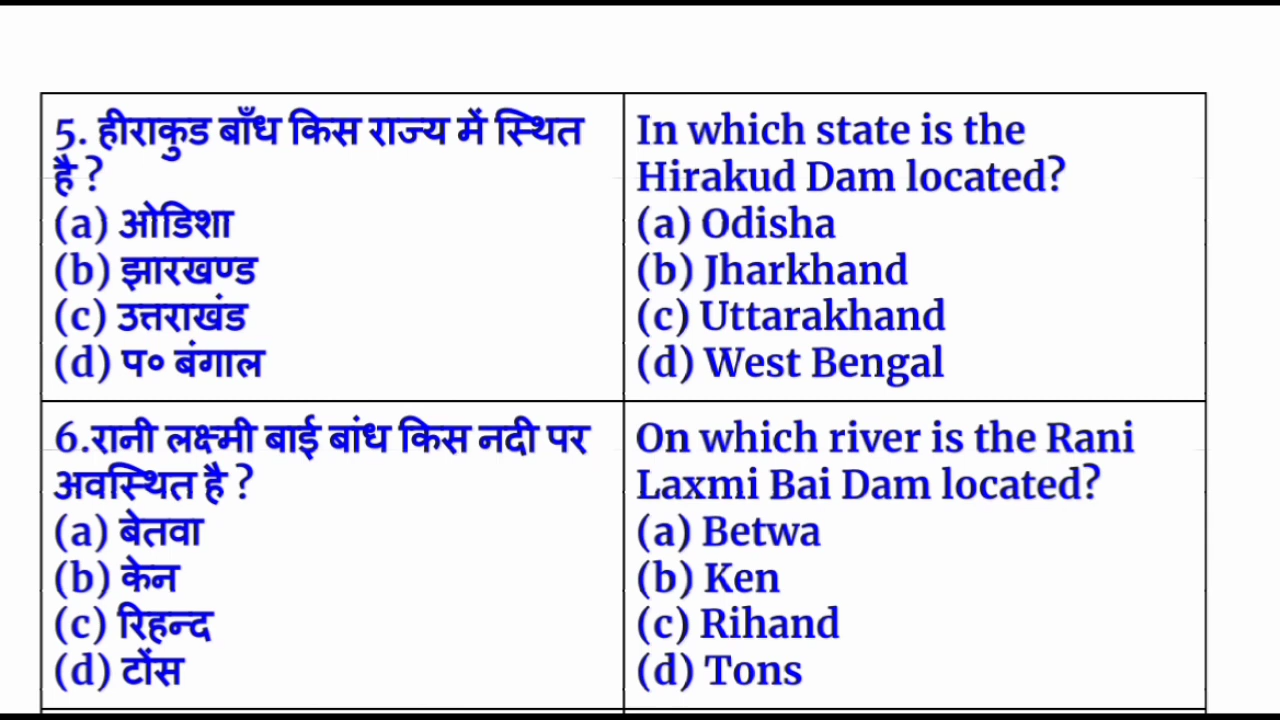 5. हीराकुड बाँध किस राज्य में स्थित
है ?
(a) ओडिशा
(b) झारखण्ड
(c) उत्तराखंड
(d) प० बंगाल
In which state is the
Hirakud Dam located?
(a) Odisha
(b) Jharkhand
(c) Uttarakhand
(d) West Bengal
6.रानी लक्ष्मी बाई बांध किस नदी पर
अवस्थित है ?
(a) बेतवा
(b) केन
(c) रिहन्द
(d) टोंस
On which river is the Rani
Laxmi Bai Dam located?
(a) Betwa
(b) Ken
(c) Rihand
(d) Tons